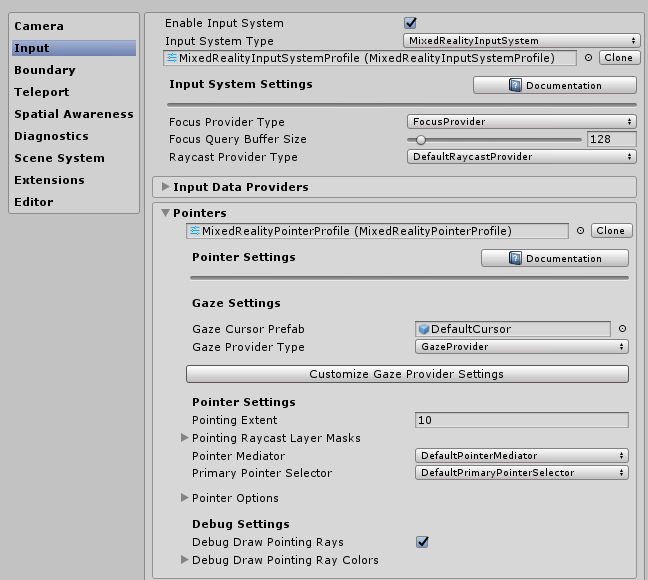 Camera
Input
Boundary
Teleport
Spatial Awareness
Diagnostics
Scene System
Extensions
Editor
Enable Input System
Input System Type MixedRealityInputSystem
MixedRealityInputSystemProfile (MixedRealityInputSystemProfile) Clone
Input System Settings Documentation
Focus Provider Type FocusProvider
Focus Query Buffer Size 128
Raycast Provider Type DefaultRaycastProvider
Input Data Providers
Pointers
MixedRealityPointerProfile (MixedRealityPointerProfile) Clone
Pointer Settings Documentation
Gaze Settings
Gaze Cursor Prefab DefaultCursor
Gaze Provider Type GazeProvider
Customize Gaze Provider Settings
Pointer Settings
Pointing Extent 10
Pointing Raycast Layer Masks
Pointer Mediator DefaultPointerMediator
Primary Pointer Selector DefaultPrimaryPointerSelector
Pointer Options
Debug Settings
Debug Draw Pointing Rays
Debug Draw Pointing Ray Colors